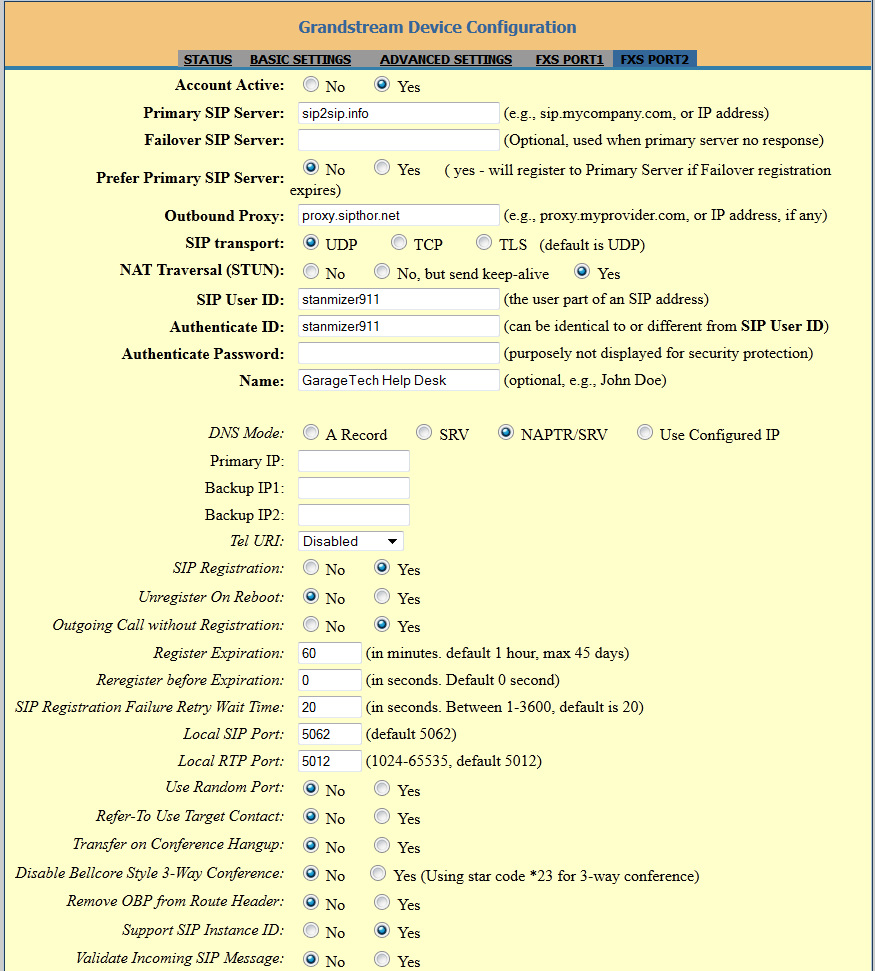 Grandstream Device Configuration
STATUS BASIC SETTINGS ADVANCED SETTINGS FXS PORT1 FXS PORT2
Account Active: No Yes
Primary SIP Server: sip2sip.info (e.g., sip.mycompany.com, or IP address)
Failover SIP Server: (Optional, used when primary server no response)
Prefer Primary SIP Server: No Yes ( yes - will register to Primary Server if Failover registration
expires)
Outbound Proxy: proxy.sipthor.net (e.g., proxy.myprovider.com, or IP address, if any)
SIP transport: UDP TCP TLS (default is UDP)
NAT Traversal (STUN): No No, but send keep-alive Yes
SIP User ID: stanmizer911 (the user part of an SIP address)
Authenticate ID: stanmizer911 (can be identical to or different from SIP User ID)
Authenticate Password: (purposely not displayed for security protection)
Name: GarageTech Help Desk (optional, e.g., John Doe)
DNS Mode: A Record SRV NAPTR/SRV Use Configured IP
Primary IP:
Backup IP1:
Backup IP2:
Tel URI: Disabled
SIP Registration: No Yes
Unregister On Reboot: No Yes
Outgoing Call without Registration: No Yes
Register Expiration: 60 (in minutes. default 1 hour, max 45 days)
Reregister before Expiration: 0 (in seconds. Default 0 second)
SIP Registration Failure Retry Wait Time: 20 (in seconds. Between 1-3600, default is 20)
Local SIP Port: 5062 (default 5062)
Local RTP Port: 5012 (1024-65535, default 5012)
Use Random Port: No Yes
Refer-To Use Target Contact: No Yes
Transfer on Conference Hangup: No Yes
Disable Bellcore Style 3-Way Conference: No Yes (Using star code *23 for 3-way conference)
Remove OBP from Route Header: No Yes
Support SIP Instance ID: No Yes
Validate Incoming SIP Message: No Yes